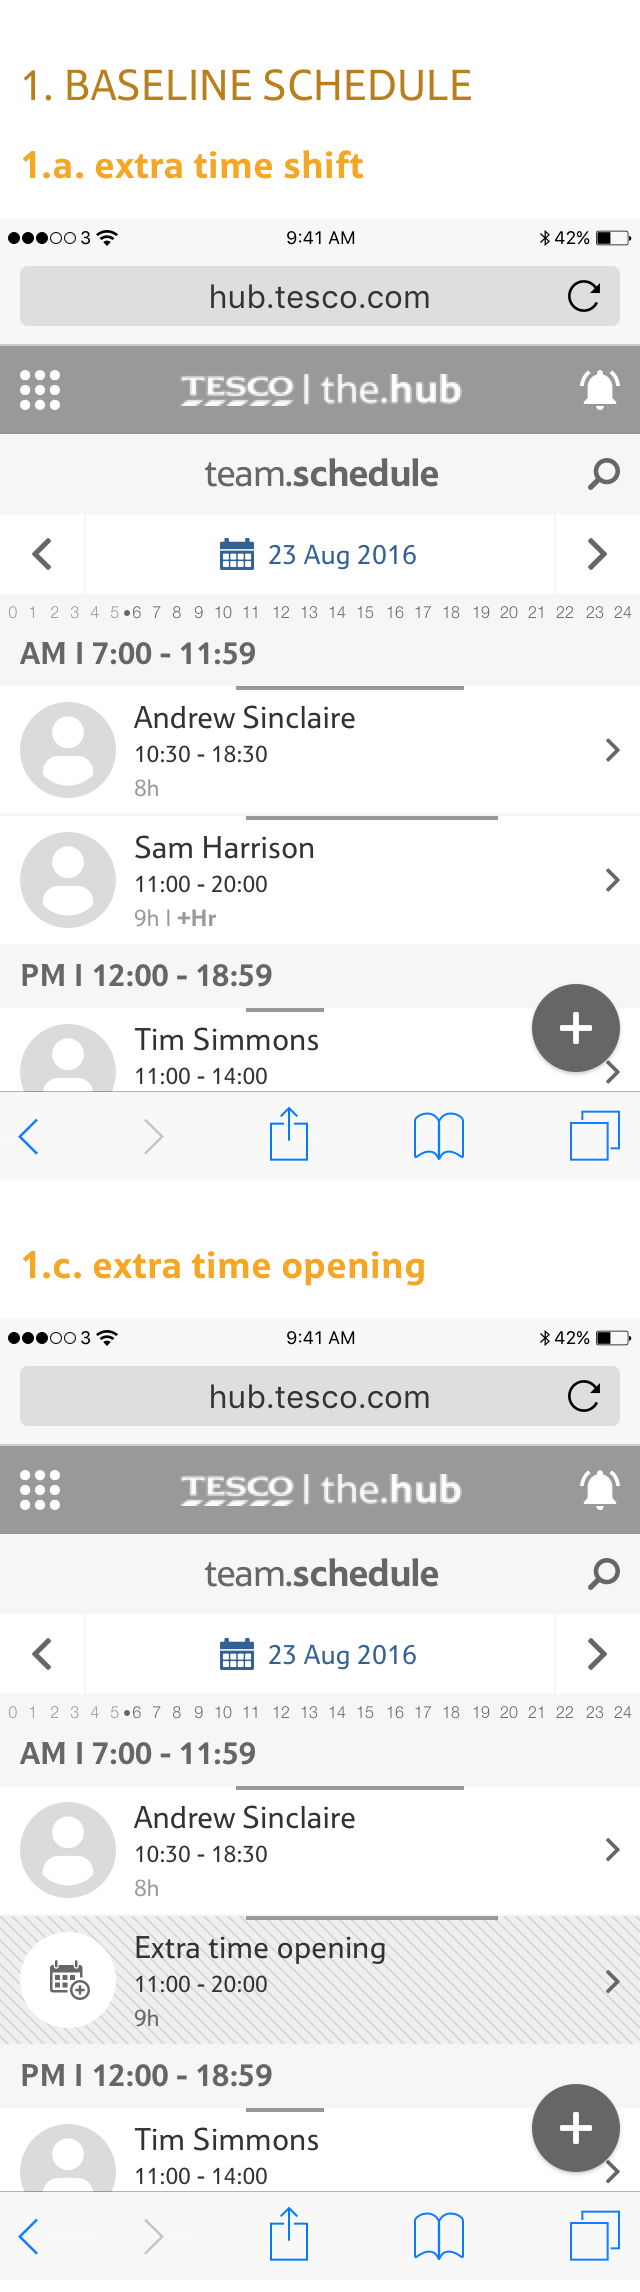 1. BASELINE SCHEDULE
1.a. extra time shift
3 9:41 AM 42%
hub.tesco.com
TESCO | the.hub
team.schedule
23 Aug 2016
0 1 2 3 4 5 •6 7 8 9 10 11 12 13 14 15 16 17 18 19 20 21 22 23 24
AM | 7:00 - 11:59
Andrew Sinclaire
10:30 - 18:30
8h
Sam Harrison
11:00 - 20:00
9h | +Hr
PM | 12:00 - 18:59
Tim Simmons
11:00 - 14:00
1.c. extra time opening
3 9:41 AM 42%
hub.tesco.com
TESCO | the.hub
team.schedule
23 Aug 2016
0 1 2 3 4 5 •6 7 8 9 10 11 12 13 14 15 16 17 18 19 20 21 22 23 24
AM | 7:00 - 11:59
Andrew Sinclaire
10:30 - 18:30
8h
Extra time opening
11:00 - 20:00
9h
PM | 12:00 - 18:59
Tim Simmons
11:00 - 14:00